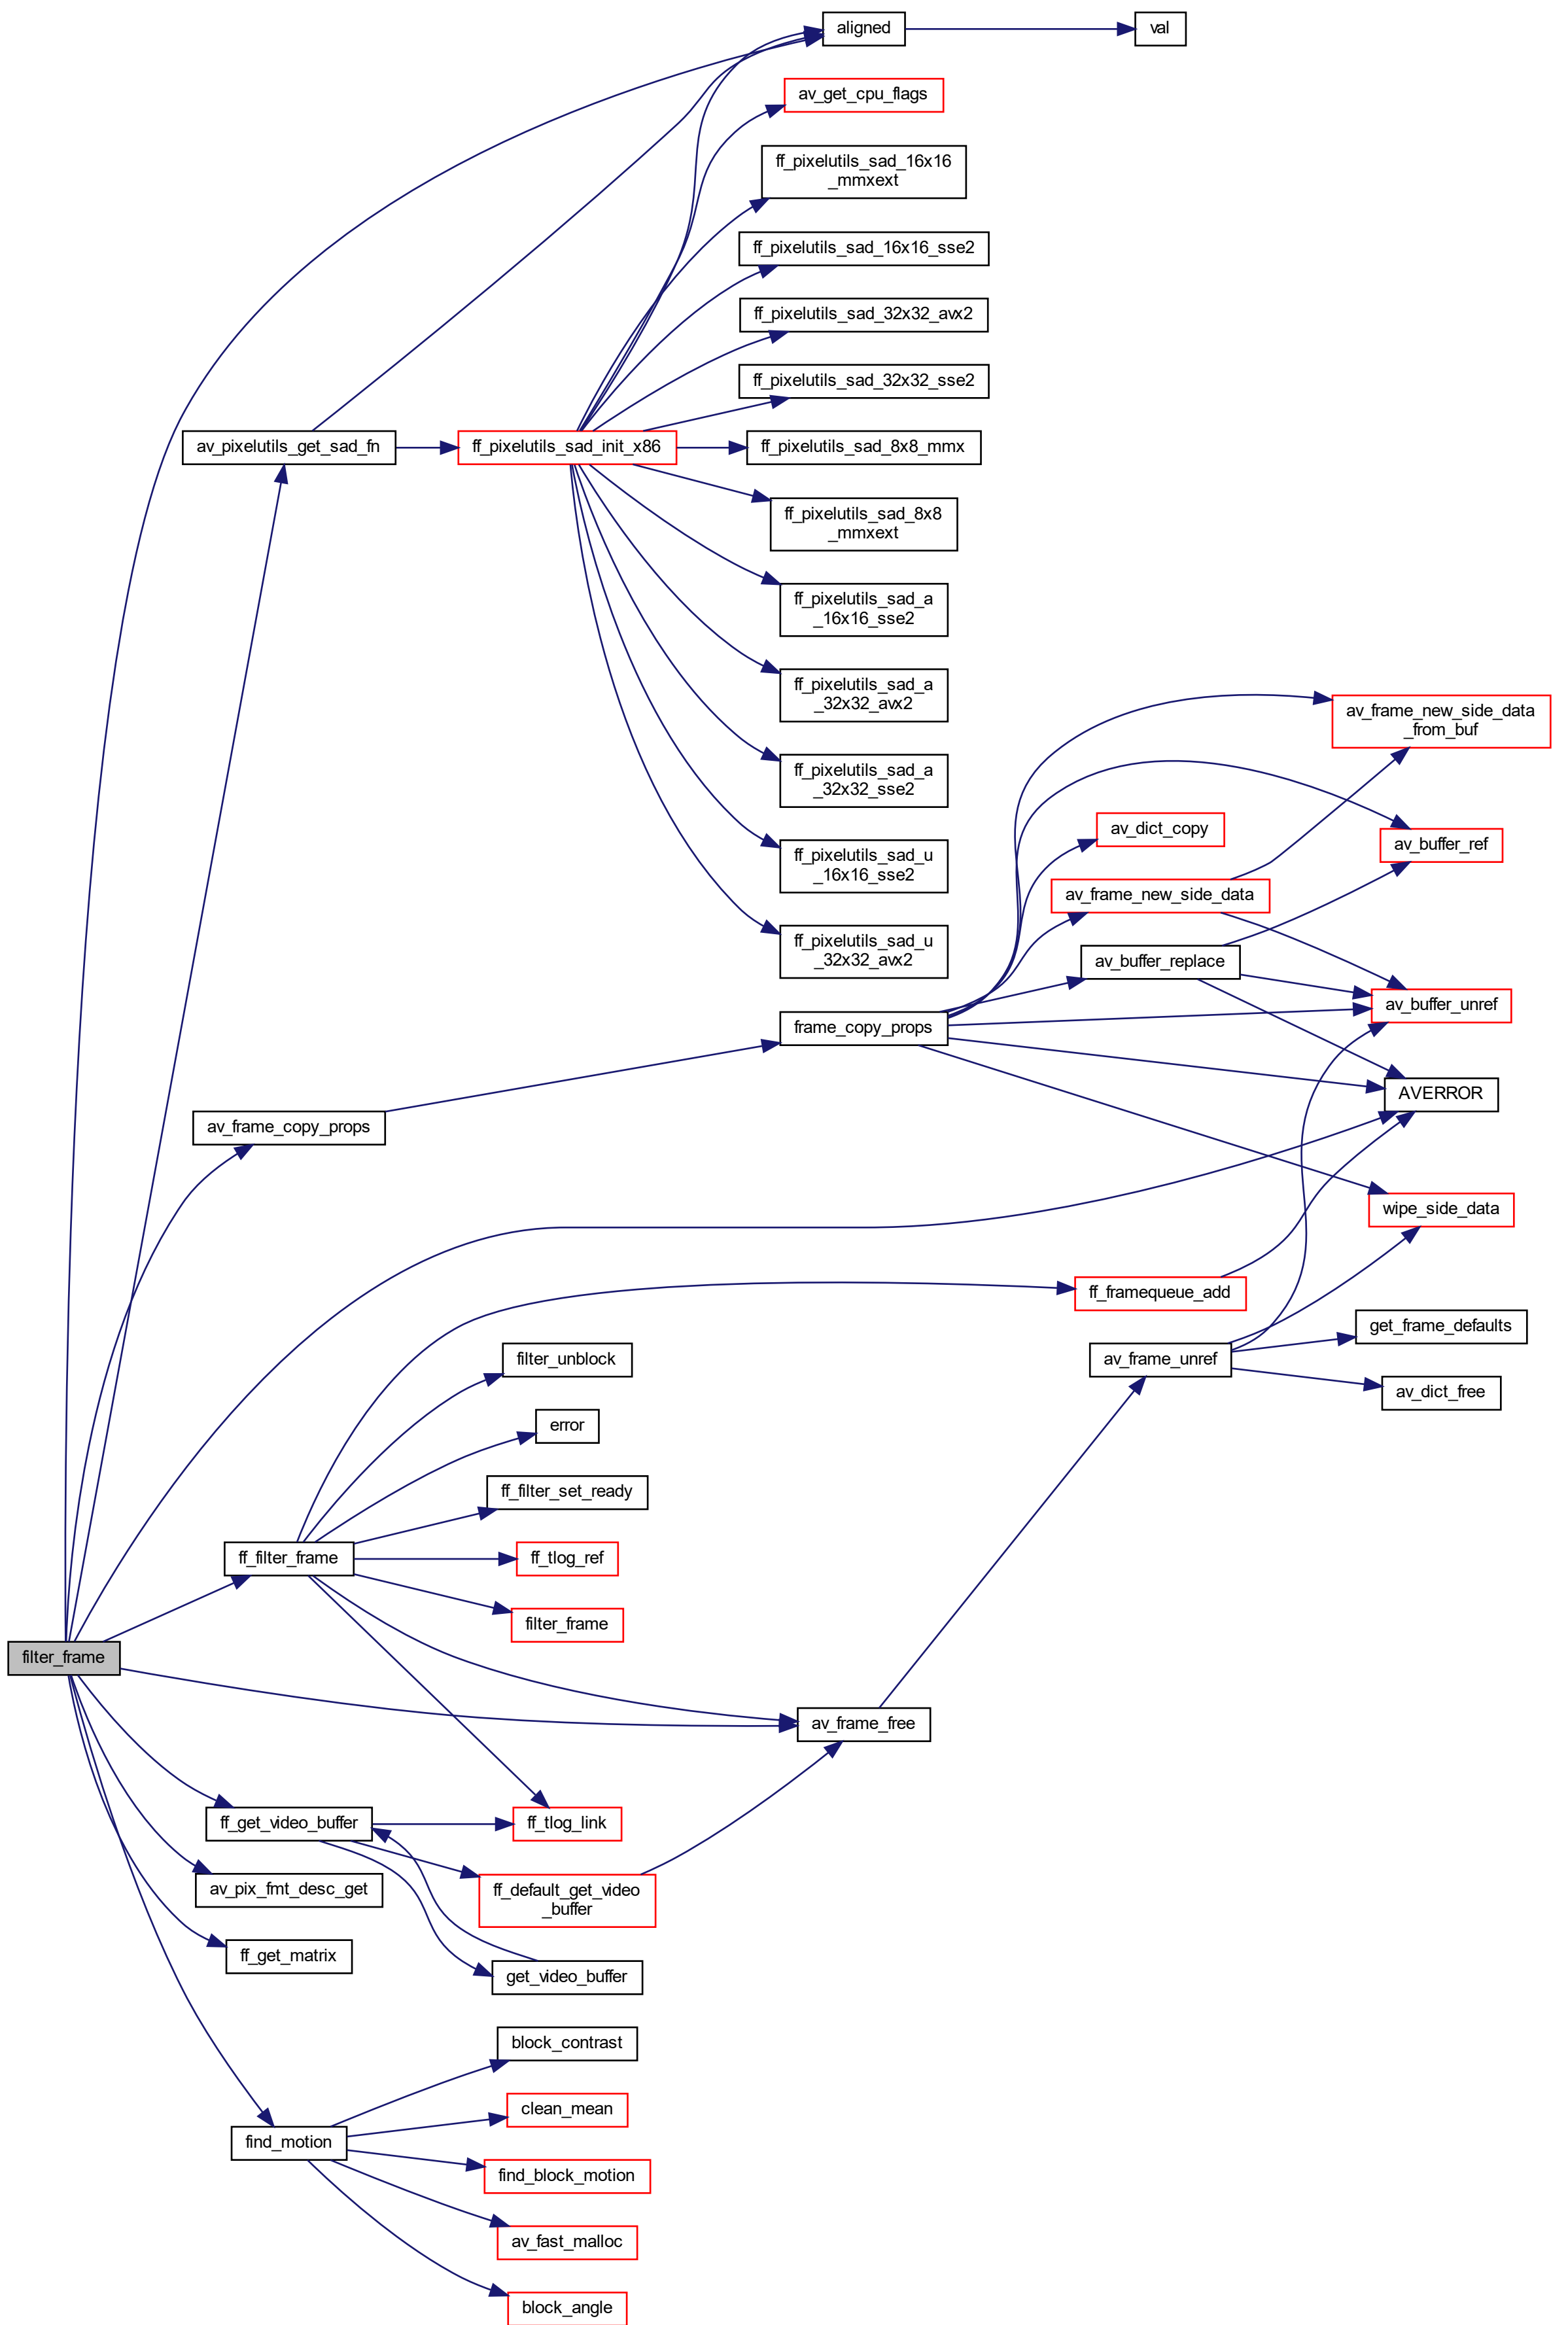 aligned
val
av_get_cpu_flags
ff_pixelutils_sad_16x16
_mmxext
ff_pixelutils_sad_16x16_sse2
ff_pixelutils_sad_32x32_avx2
ff_pixelutils_sad_32x32_sse2
av_pixelutils_get_sad_fn
ff_pixelutils_sad_init_x86
ff_pixelutils_sad_8x8_mmx
ff_pixelutils_sad_8x8
_mmxext
ff_pixelutils_sad_a
_16x16_sse2
ff_pixelutils_sad_a
_32x32_avx2
av_frame_new_side_data
_from_buf
ff_pixelutils_sad_a
_32x32_sse2
av_dict_copy
av_buffer_ref
ff_pixelutils_sad_u
_16x16_sse2
av_frame_new_side_data
ff_pixelutils_sad_u
_32x32_avx2
av_buffer_replace
av_buffer_unref
frame_copy_props
AVERROR
av_frame_copy_props
wipe_side_data
ff_framequeue_add
get_frame_defaults
filter_unblock
av_frame_unref
av_dict_free
error
ff_filter_set_ready
ff_filter_frame
ff_tlog_ref
filter_frame
filter_frame
av_frame_free
ff_get_video_buffer
ff_tlog_link
av_pix_fmt_desc_get
ff_default_get_video
_buffer
ff_get_matrix
get_video_buffer
block_contrast
clean_mean
find_motion
find_block_motion
av_fast_malloc
block_angle